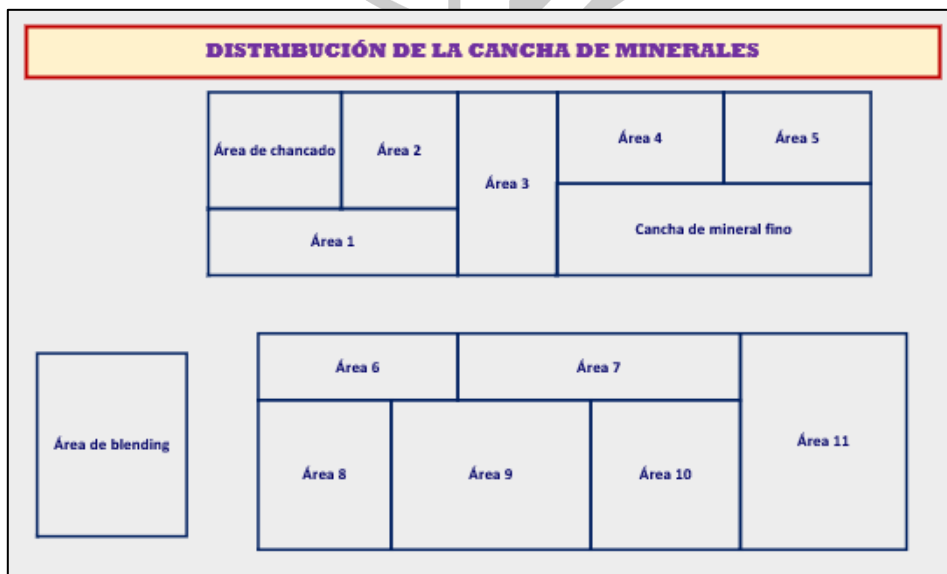 DISTRIBUCIÓN DE LA CANCHA DE MINERALES
Área de chancado
Área 2
Área 3
Área 4
Área 5
Área 1
Cancha de mineral fino
Área 6
Área 7
Área de blending
Área 8
Área 9
Área 10
Área 11